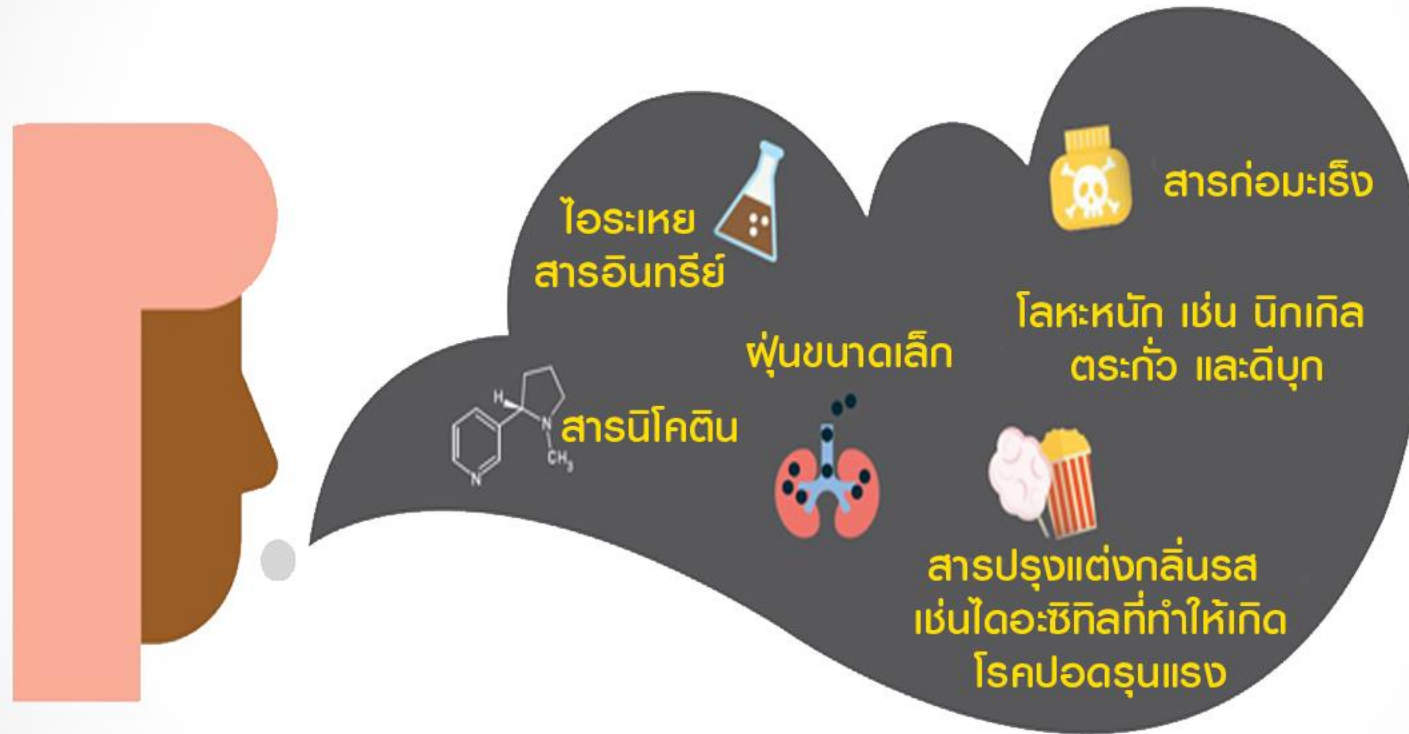 ไอระเหย
สารอินทรีย์
สารก่อมะเร็ง
โลหะหนัก เช่น นิกเกิล
ตระกั่ว และดีบุก
ฝุ่นขนาดเล็ก
H
N
CH3
N
สารนิโคติน
สารปรุงแต่งกลิ่นรส
เช่นไดอะซิทิลที่ทำให้เกิด
โรคปอดรุนแรง